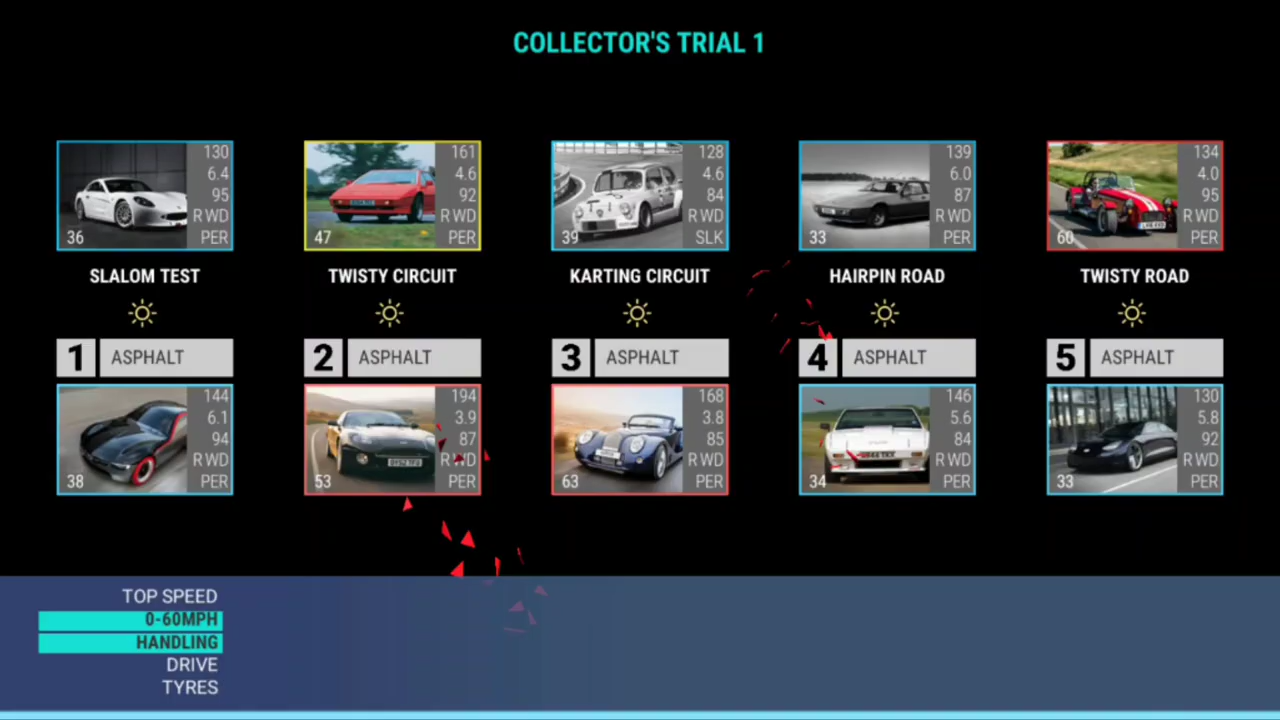 COLLECTOR'S TRIAL 1
130
6.4
95
RWD
PER
36
161
4.6
92
RWD
PER
47
128
4.6
84
RWD
SLK
39
139
6.0
87
RWD
PER
33
134
4.0
95
RWD
PER
60
SLALOM TEST
TWISTY CIRCUIT
KARTING CIRCUIT
HAIRPIN ROAD
TWISTY ROAD
1 ASPHALT
2 ASPHALT
3 ASPHALT
4 ASPHALT
5 ASPHALT
144
6.1
94
RWD
PER
38
194
3.9
87
RWD
PER
53
168
3.8
85
RWD
PER
63
146
5.6
84
RWD
PER
34
130
5.8
92
RWD
PER
33
TOP SPEED
0-60MPH
HANDLING
DRIVE
TYRES